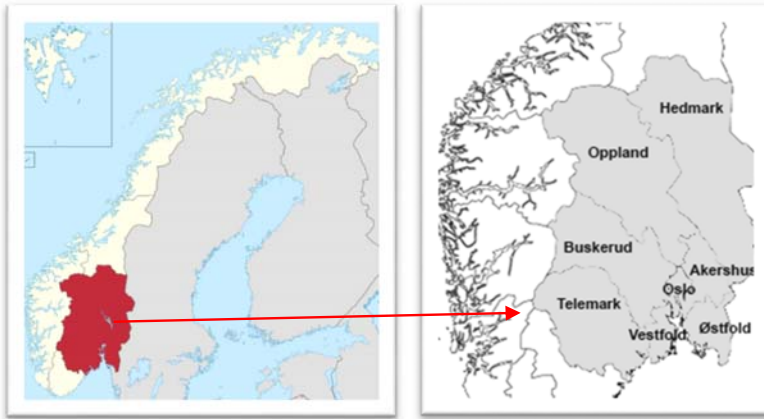 Hedmark
Oppland
Buskerud
Akershus
Oslo
Telemark
Vestfold
Østfold